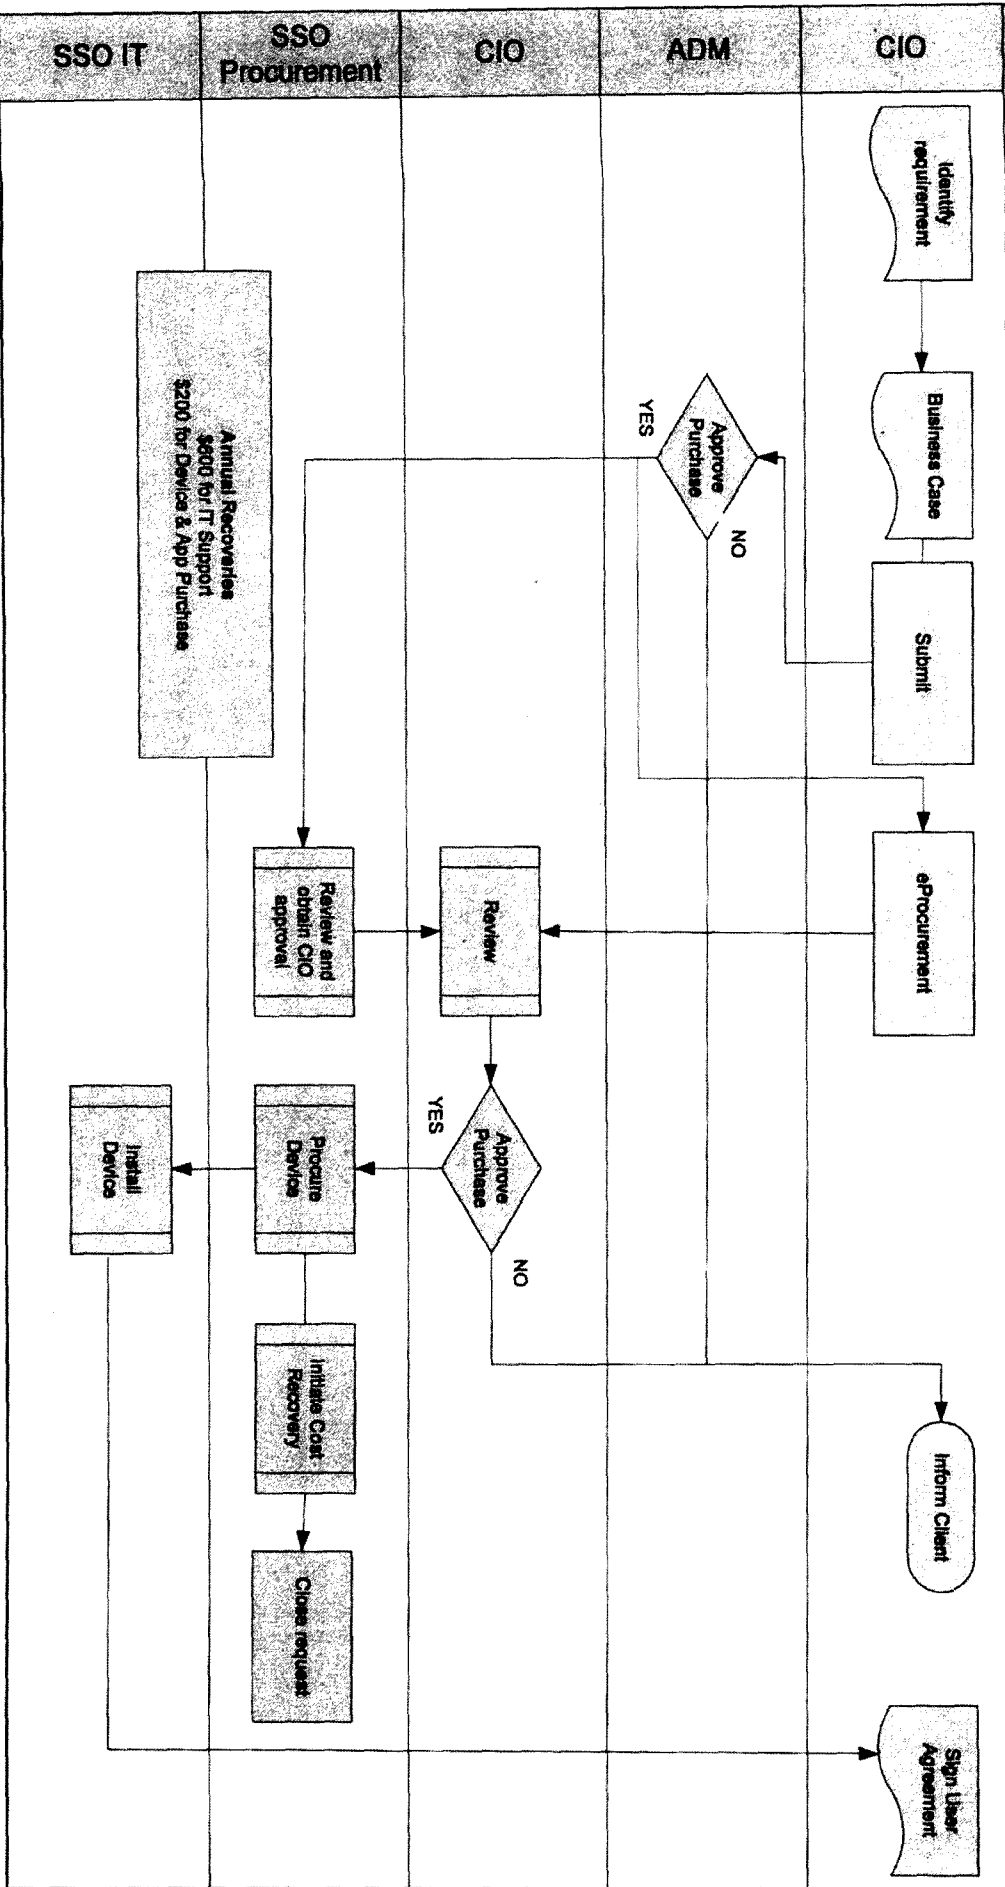 SSO IT
SSO
Procurement
CIO
ADM
CIO
Identify
requirement
Business Case
Submit
Approve
Purchase
YES
NO
eProcurement
Annual Recoveries
$600 for IT Support
$200 for Device & App Purchase
Review and
obtain CIO
approval
Review
Approve
Purchase
YES
NO
Procure
Device
Install
Device
Initiate Cost
Recovery
Close request
Inform Client
Sign User
Agreement